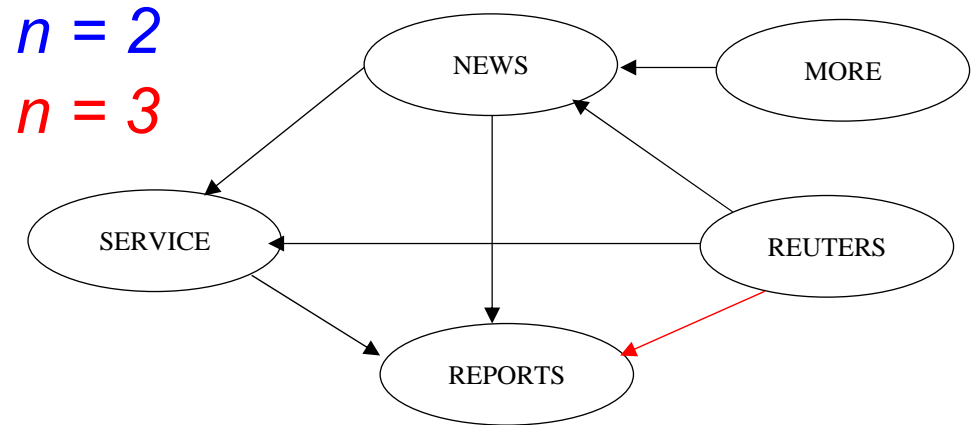 n = 2
n = 3
NEWS
MORE
SERVICE
REUTERS
REPORTS